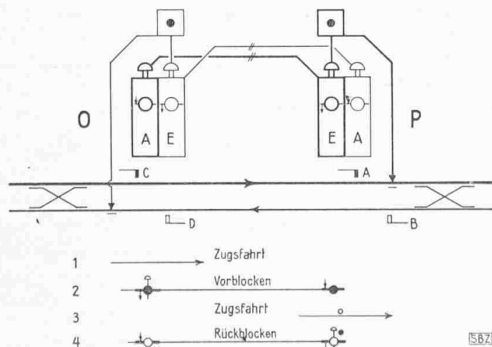 O
P
A E
E A
C
A
D
B
1 Zugsfahrt
2 Vorblocken
3 Zugsfahrt
4 Rückblocken
SBZ